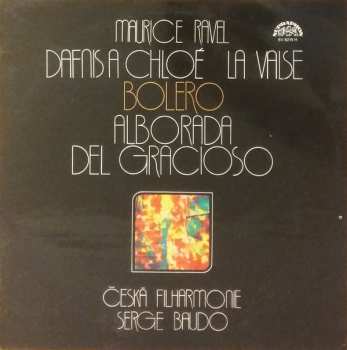 MAURICE RAVEL
DAFNIS A CHLOÉ LA VALSE
BOLERO
ALBORADA
DEL GRACIOSO
ČESKÁ FILHARMONIE
SERGE BAUDO